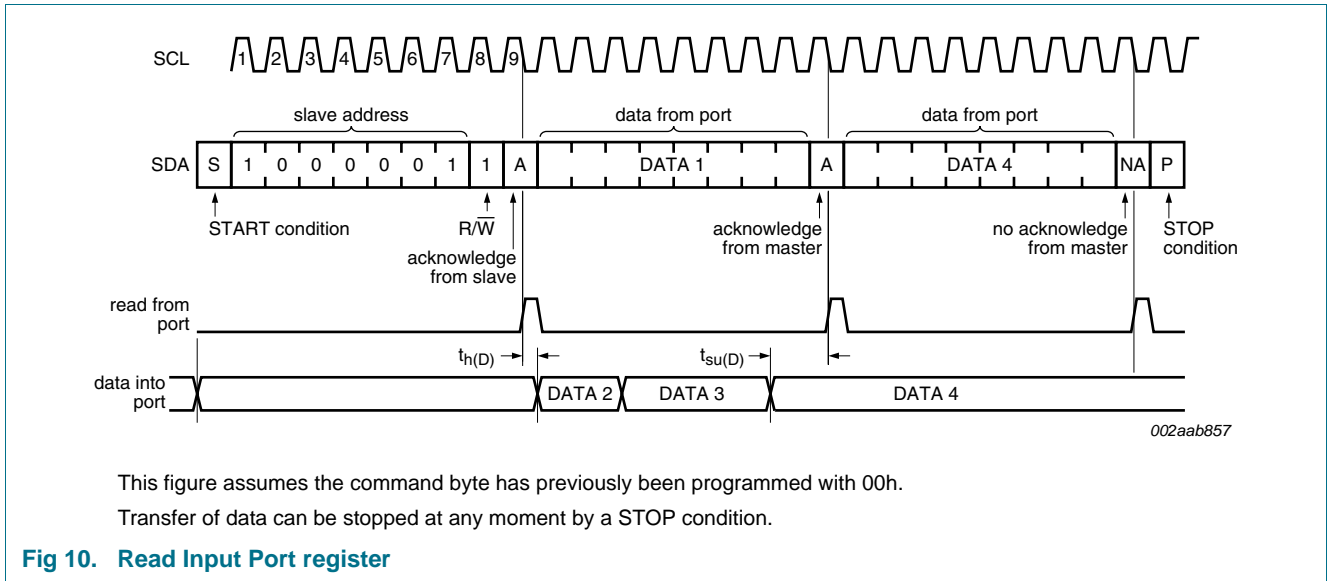 SCL 1 2 3 4 5 6 7 8 9
slave address data from port data from port
SDA S 1 0 0 0 0 0 1 1 A DATA 1 A DATA 4 NA P
START condition R/W acknowledge from slave acknowledge from master no acknowledge from master STOP condition
read from port
th(D) tsu(D)
data into port DATA 2 DATA 3 DATA 4
002aab857
This figure assumes the command byte has previously been programmed with 00h.
Transfer of data can be stopped at any moment by a STOP condition.
Fig 10. Read Input Port register